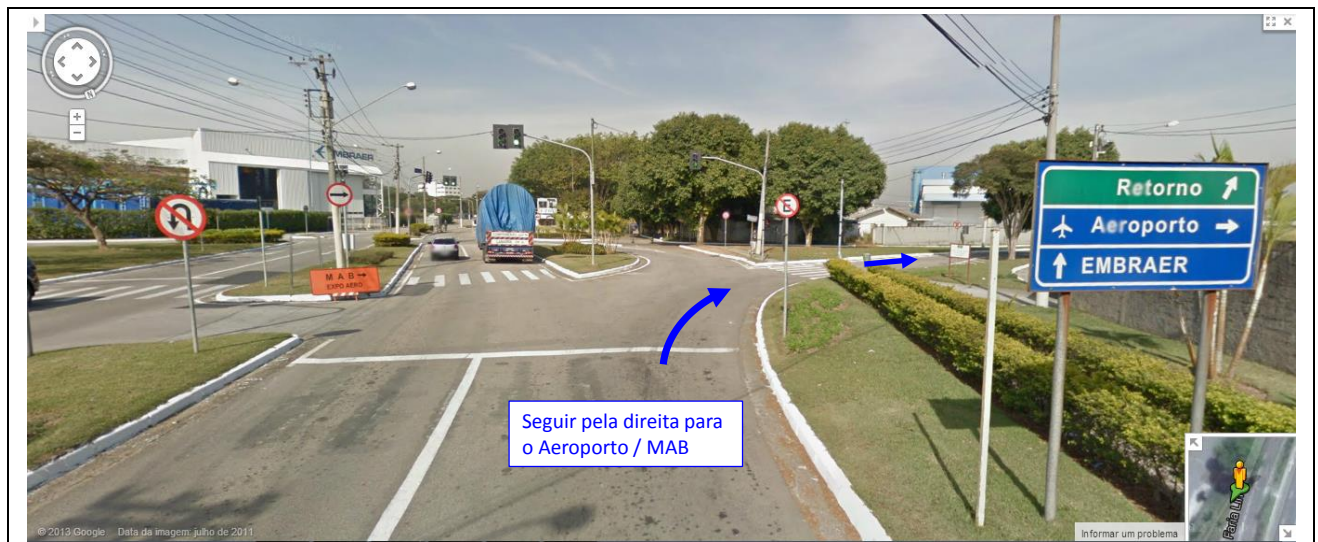 EMBRAER
Retorno
Aeroporto →
↑ EMBRAER
E
M A B →
EXPO AERO
Seguir pela direita para
o Aeroporto / MAB
© 2013 Google Data da imagem: julho de 2011
Informar um problema
N
+
−